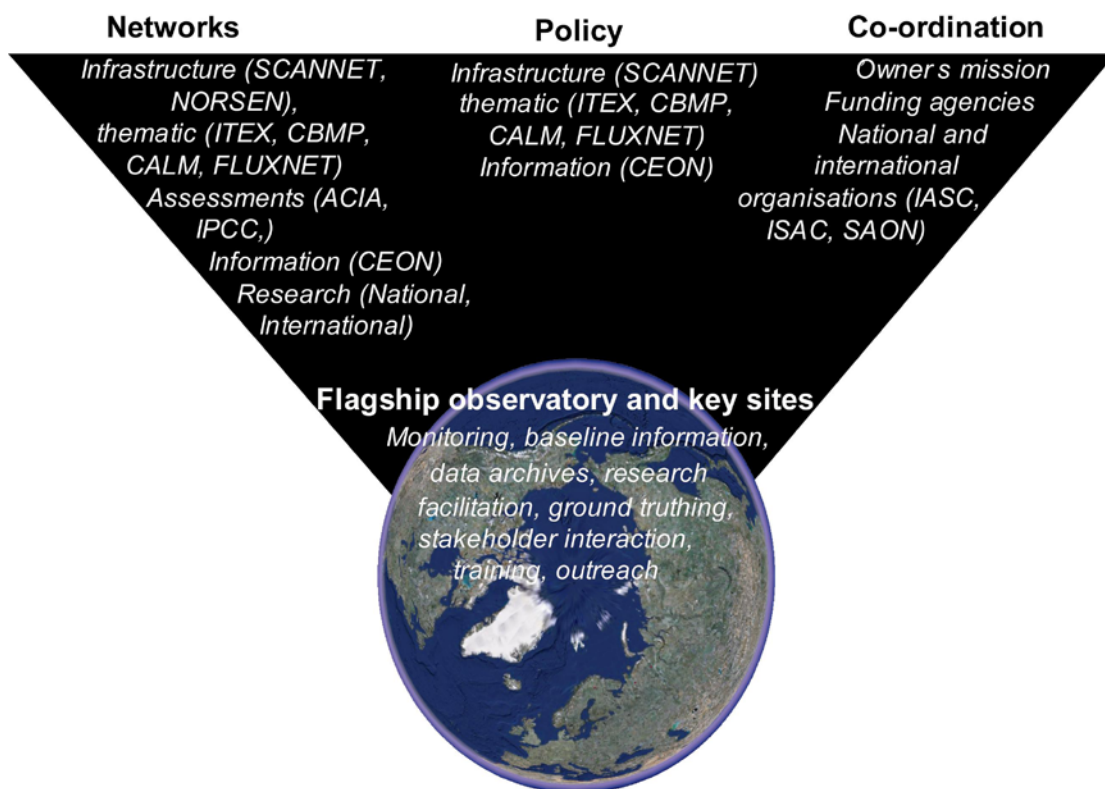 Networks
Infrastructure (SCANNET,
NORSEN),
thematic (ITEX, CBMP,
CALM, FLUXNET)
Assessments (ACIA,
IPCC,)
Information (CEON)
Research (National,
International)
Policy
Infrastructure (SCANNET)
thematic (ITEX, CBMP,
CALM, FLUXNET)
Information (CEON)
Co-ordination
Owner s mission
Funding agencies
National and
international
organisations (IASC,
ISAC, SAON)
Flagship observatory and key sites
Monitoring, baseline information,
data archives, research
facilitation, ground truthing,
stakeholder interaction,
training, outreach